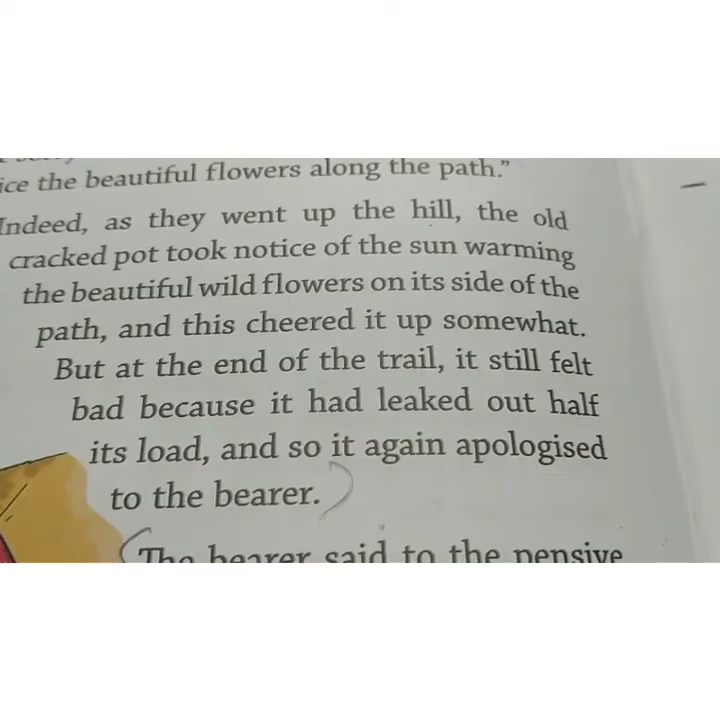 ice the beautiful flowers along the path.”
Indeed, as they went up the hill, the old
cracked pot took notice of the sun warming
the beautiful wild flowers on its side of the
path, and this cheered it up somewhat.
But at the end of the trail, it still felt
bad because it had leaked out half
its load, and so it again apologised
to the bearer.
The bearer said to the pensive